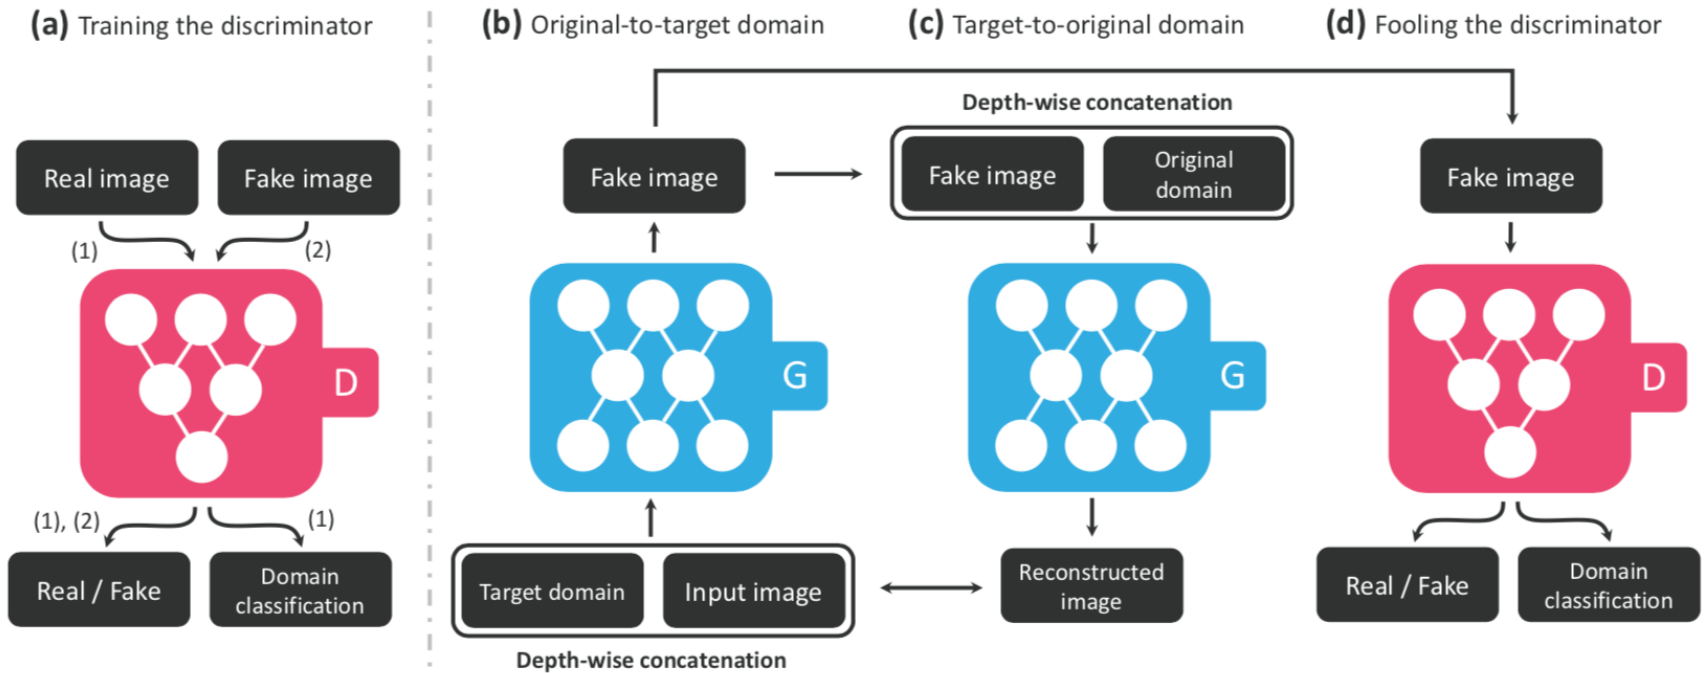 (a) Training the discriminator
(b) Original-to-target domain
(c) Target-to-original domain
(d) Fooling the discriminator
Real image
Fake image
(1)
(2)
D
(1), (2)
(1)
Real / Fake
Domain
classification
Fake image
G
Target domain
Input image
Depth-wise concatenation
Depth-wise concatenation
Fake image
Original
domain
G
Reconstructed
image
Fake image
D
Real / Fake
Domain
classification